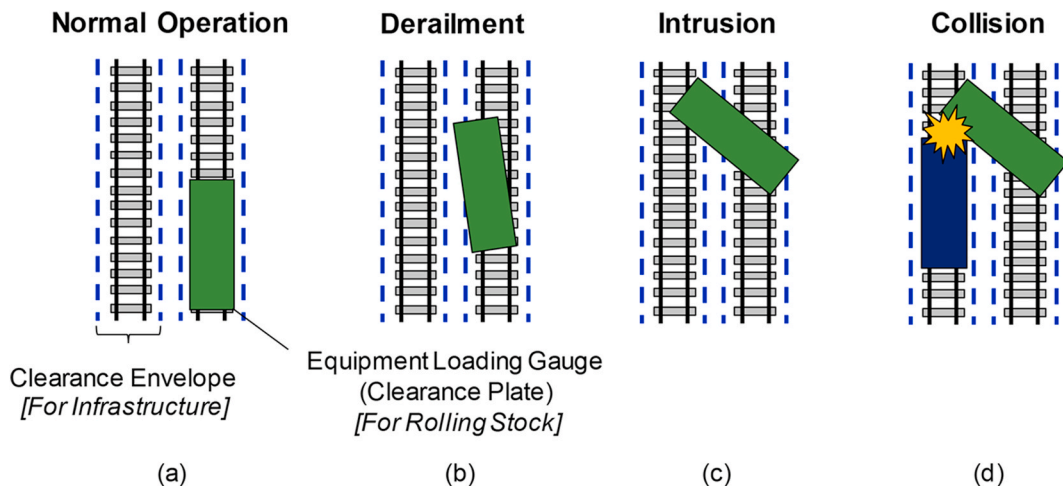 Normal Operation
Derailment
Intrusion
Collision
Clearance Envelope
[For Infrastructure]
Equipment Loading Gauge
(Clearance Plate)
[For Rolling Stock]
(a)
(b)
(c)
(d)